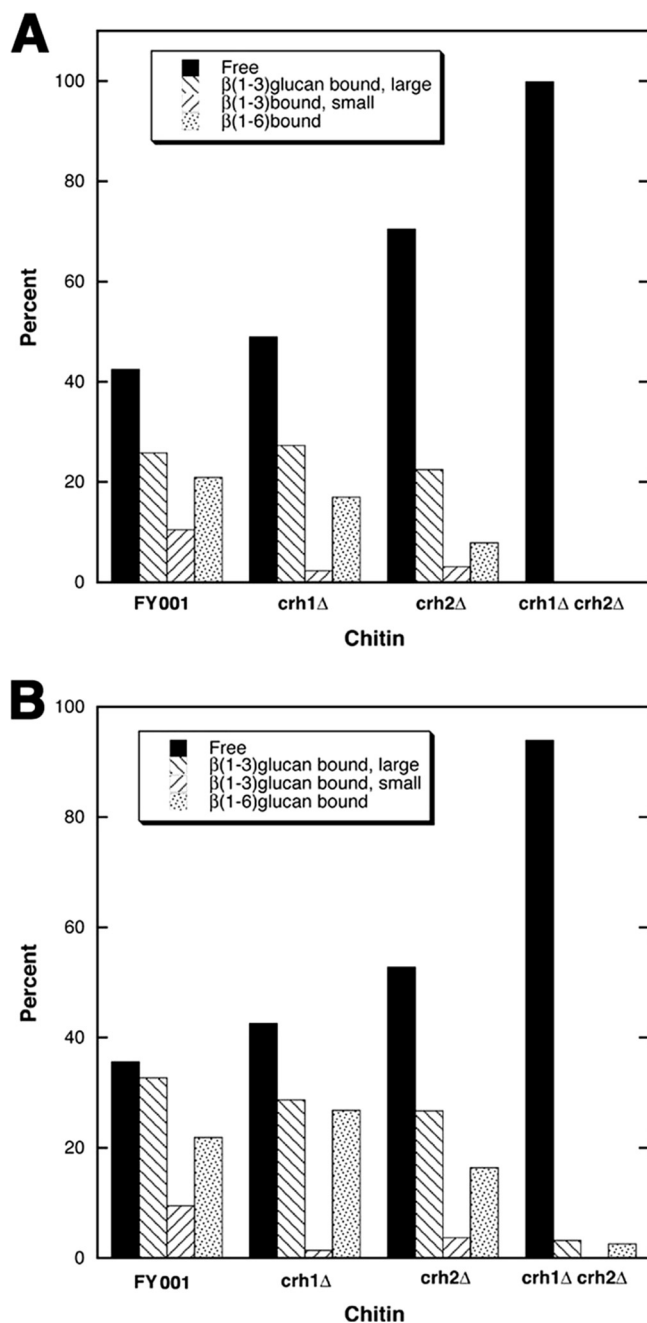 A
Free
β(1-3)glucan bound, large
β(1-3)bound, small
β(1-6)bound
100
80
60
40
20
0
Percent
FY001 crh1Δ crh2Δ crh1Δ crh2Δ
Chitin
B
Free
β(1-3)glucan bound, large
β(1-3)glucan bound, small
β(1-6)glucan bound
100
80
60
40
20
0
Percent
FY001 crh1Δ crh2Δ crh1Δ crh2Δ
Chitin